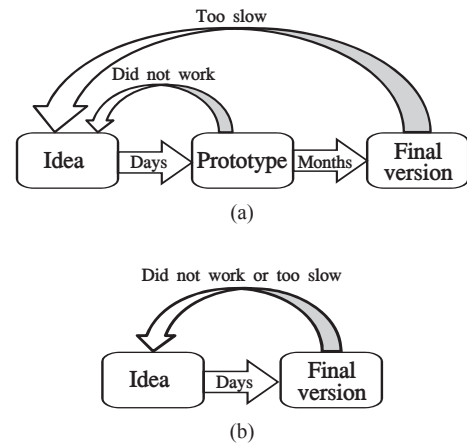 Too slow
Did not work
Idea
Days
Prototype
Months
Final
version
(a)
Did not work or too slow
Idea
Days
Final
version
(b)